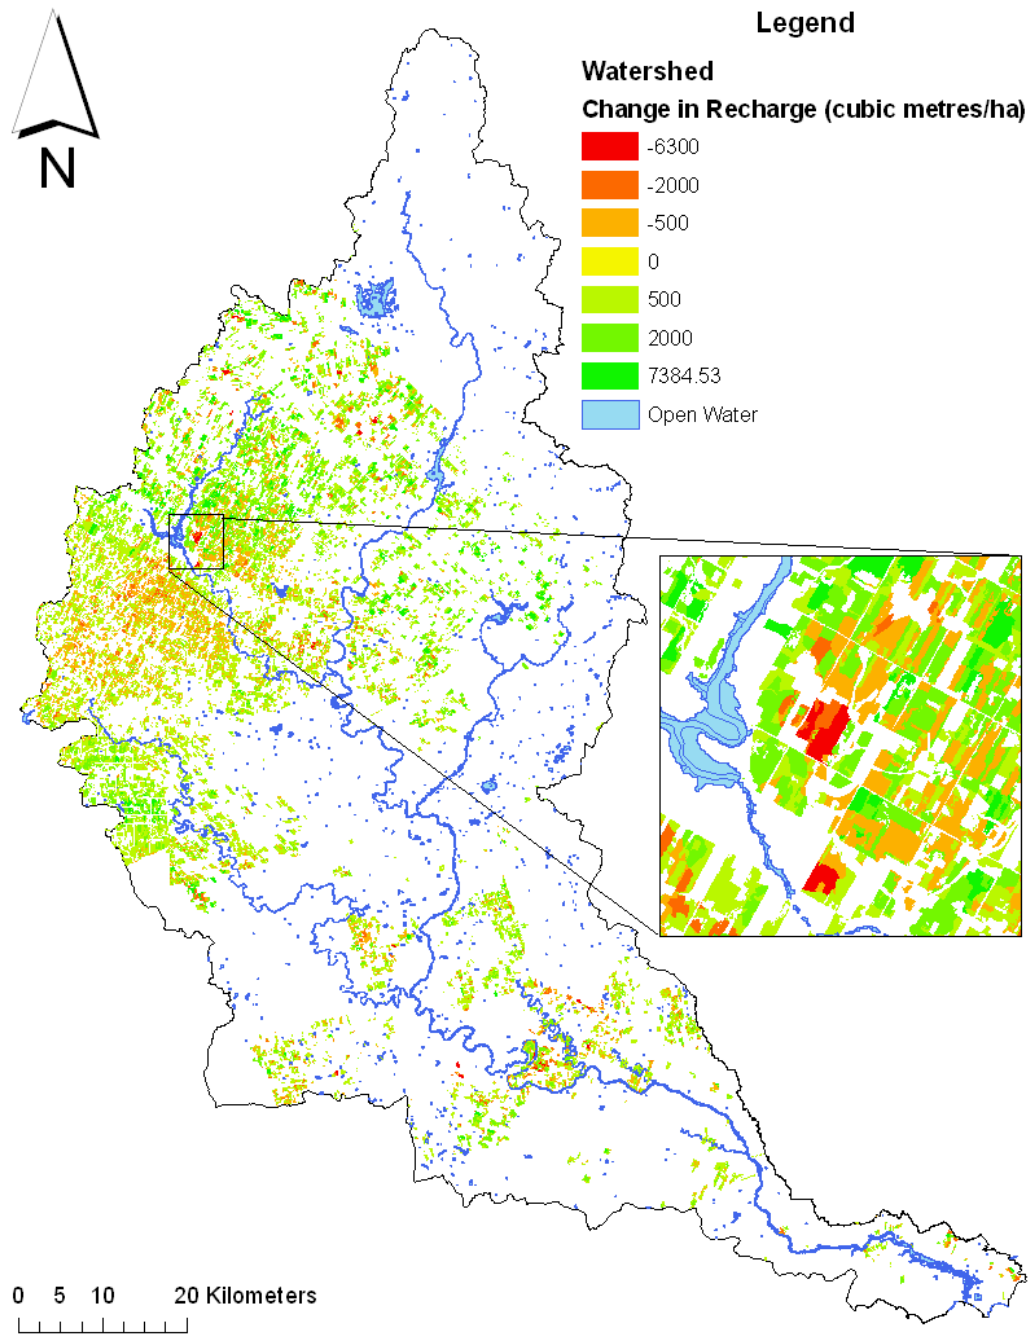 Legend
Watershed
Change in Recharge (cubic metres/ha)
-6300
-2000
-500
0
500
2000
7384.53
Open Water
N
0 5 10 20 Kilometers